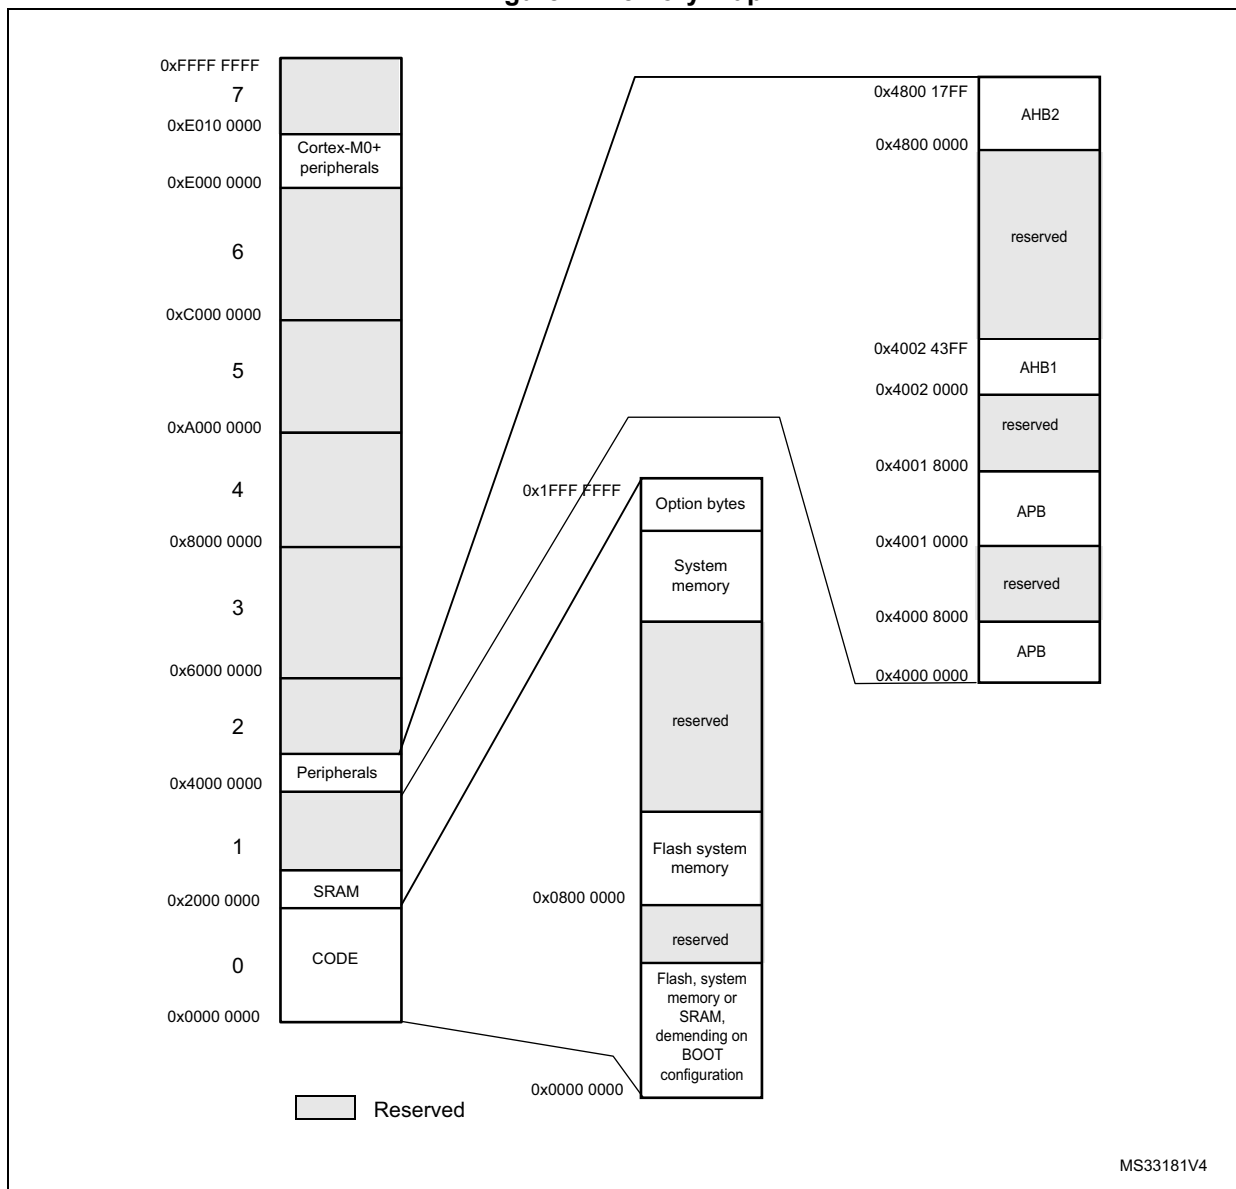 0xFFFF FFFF
7
0xE010 0000
Cortex-M0+
peripherals
0xE000 0000
6
0xC000 0000
5
0xA000 0000
4
0x8000 0000
3
0x6000 0000
2
Peripherals
0x4000 0000
1
SRAM
0x2000 0000
CODE
0
0x0000 0000
Reserved
0x1FFF FFFF
Option bytes
System
memory
reserved
Flash system
memory
0x0800 0000
reserved
Flash, system
memory or
SRAM,
demending on
BOOT
configuration
0x0000 0000
0x4800 17FF
AHB2
0x4800 0000
reserved
0x4002 43FF
AHB1
0x4002 0000
reserved
0x4001 8000
APB
0x4001 0000
reserved
0x4000 8000
APB
0x4000 0000
MS33181V4